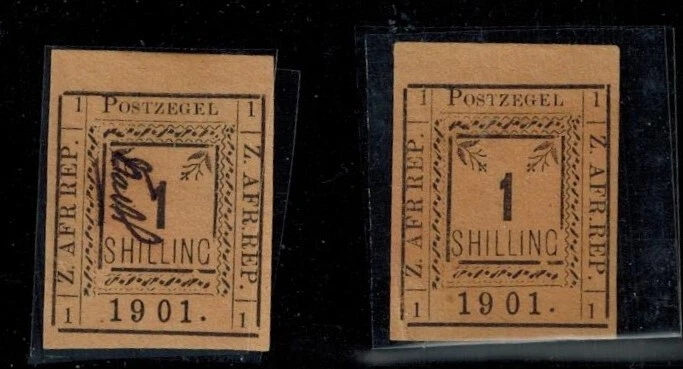 1 POSTZEGEL 1
Z. AFR REP.
Z. AFR.REP.
1
SHILLING
1 1901. 1
1 POSTZEGEL 1
Z. AFR.REP.
Z. AFR.REP.
1
SHILLING
1 1901. 1